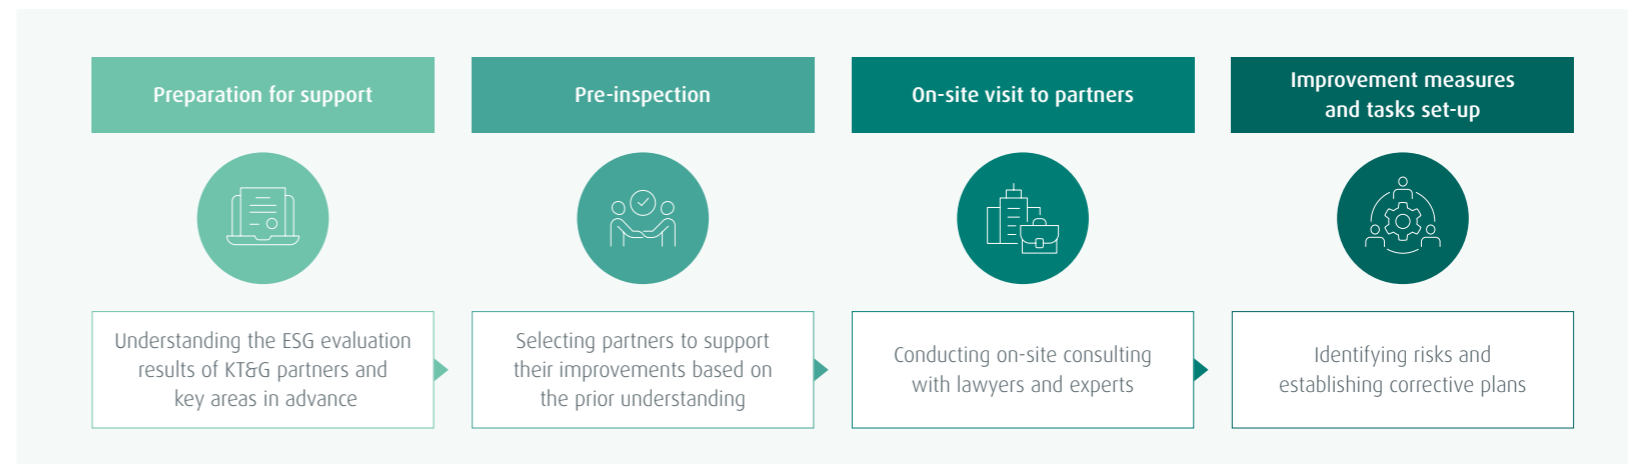 Preparation for support
Pre-inspection
On-site visit to partners
Improvement measures
and tasks set-up
Understanding the ESG evaluation
results of KT&G partners and
key areas in advance
Selecting partners to support
their improvements based on
the prior understanding
Conducting on-site consulting
with lawyers and experts
Identifying risks and
establishing corrective plans